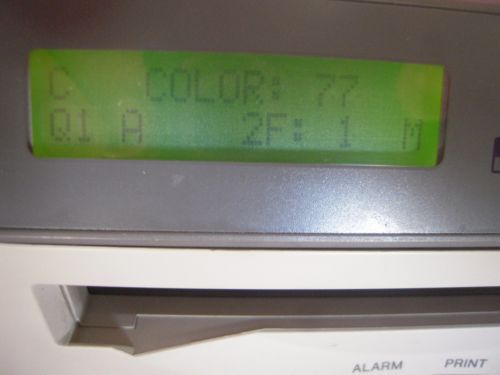 C COLOR: 77
Q1 A 2F: 1 M
ALARM PRINT